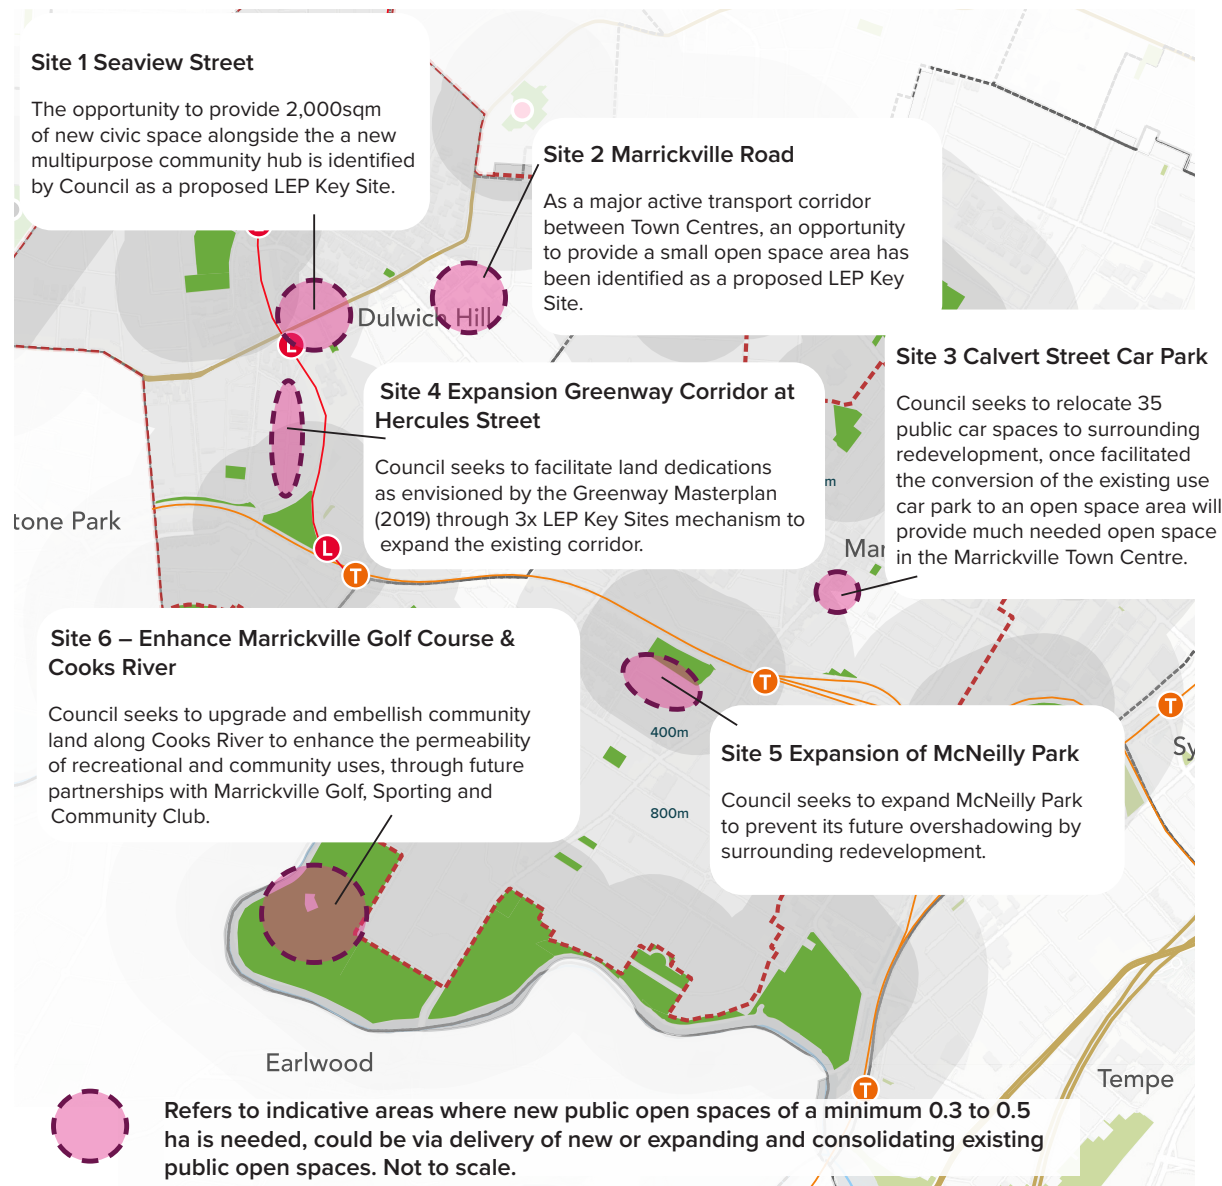 Site 1 Seaview Street
The opportunity to provide 2,000sqm
of new civic space alongside the a new
multipurpose community hub is identified
by Council as a proposed LEP Key Site.
Site 2 Marrickville Road
As a major active transport corridor
between Town Centres, an opportunity
to provide a small open space area has
been identified as a proposed LEP Key
Site.
Dulwich Hill
L
Site 3 Calvert Street Car Park
Council seeks to relocate 35
public car spaces to surrounding
redevelopment, once facilitated
the conversion of the existing use
car park to an open space area will
provide much needed open space
in the Marrickville Town Centre.
Site 4 Expansion Greenway Corridor at
Hercules Street
Council seeks to facilitate land dedications
as envisioned by the Greenway Masterplan
(2019) through 3x LEP Key Sites mechanism to
expand the existing corridor.
m
tone Park
Mar
L
T
Site 6 – Enhance Marrickville Golf Course &
Cooks River
Council seeks to upgrade and embellish community
land along Cooks River to enhance the permeability
of recreational and community uses, through future
partnerships with Marrickville Golf, Sporting and
Community Club.
T
T
400m
Sy
800m
Site 5 Expansion of McNeilly Park
Council seeks to expand McNeilly Park
to prevent its future overshadowing by
surrounding redevelopment.
Earlwood
T
Tempe
Refers to indicative areas where new public open spaces of a minimum 0.3 to 0.5
ha is needed, could be via delivery of new or expanding and consolidating existing
public open spaces. Not to scale.